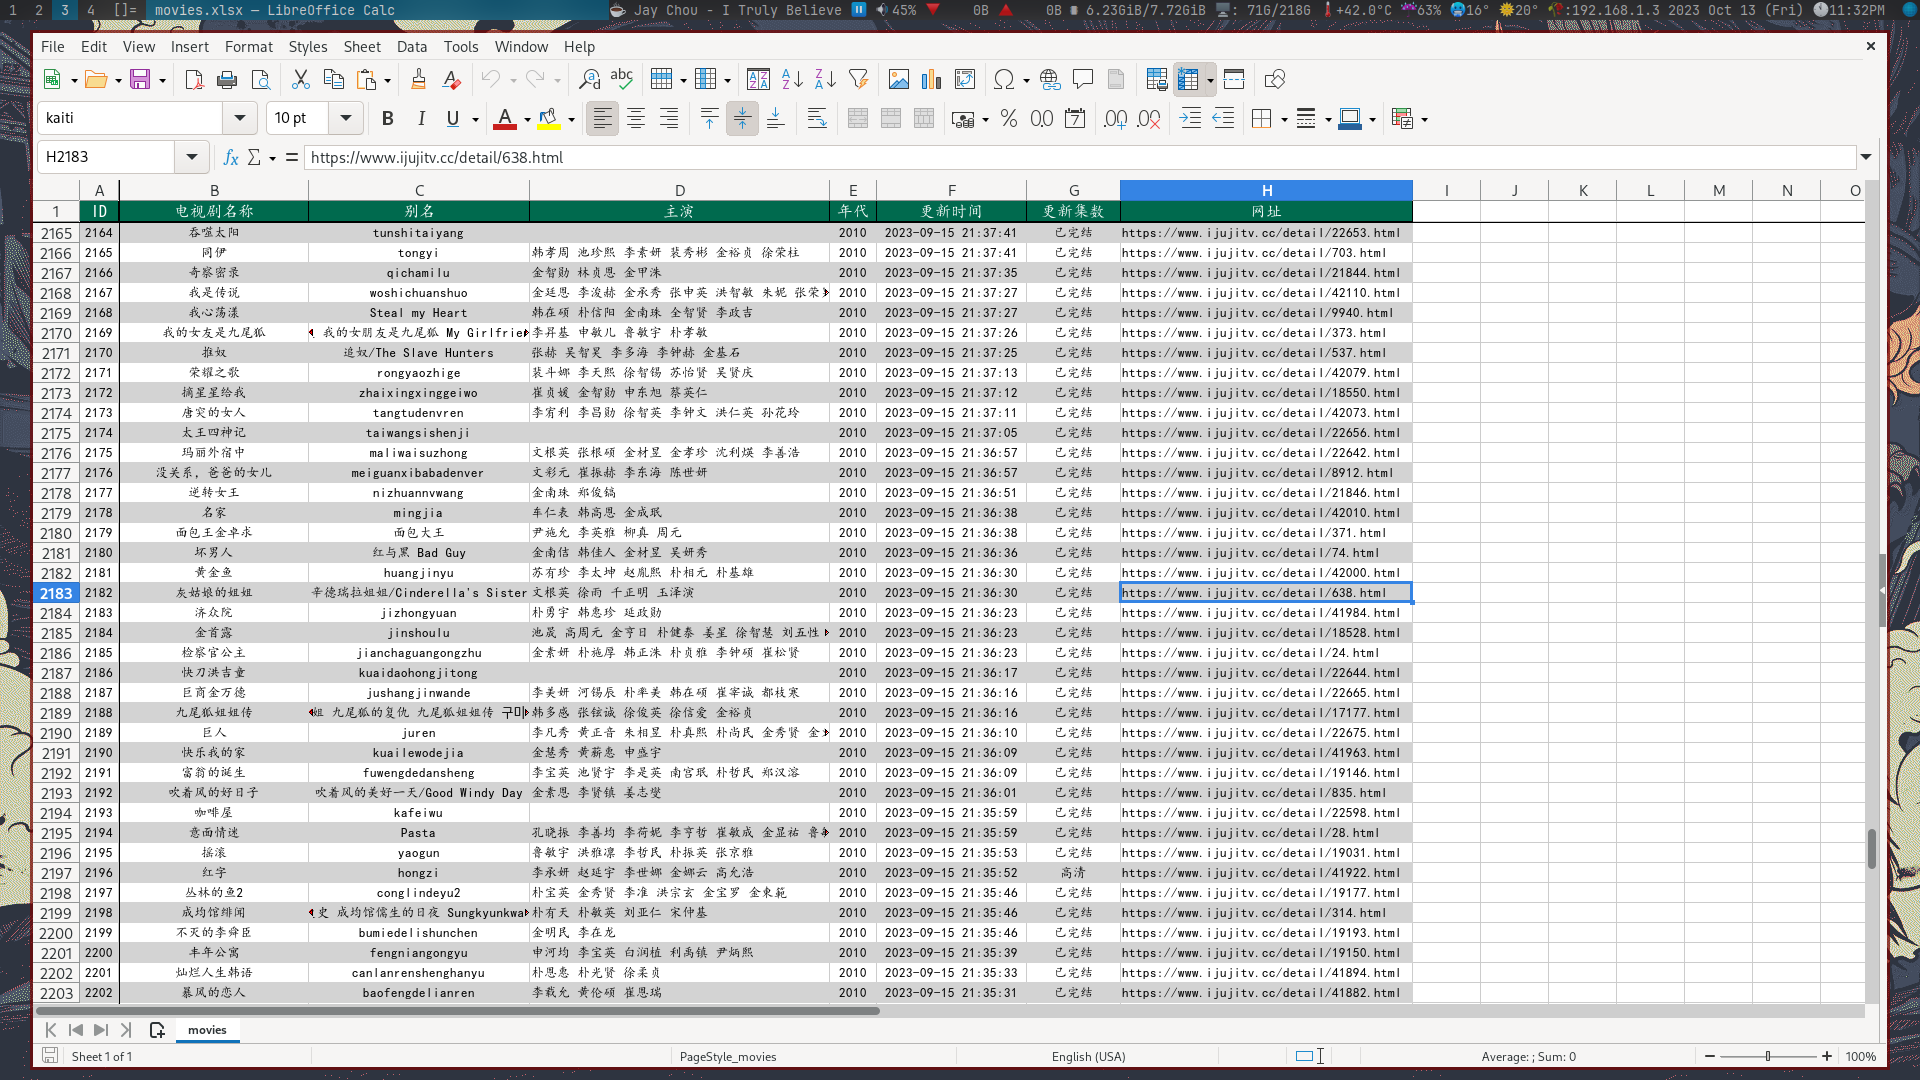 1 2 3 4 []= movies.xlsx — LibreOffice Calc Jay Chou - I Truly Believe 45% 0B 0B 6.23GiB/7.72GiB : 71G/218G +42.0°C 63% 16° 20° :192.168.1.3 2023 Oct 13 (Fri) 11:32PM
File Edit View Insert Format Styles Sheet Data Tools Window Help
kaiti 10 pt
H2183 https://www.ijujitv.cc/detail/638.html
A B C D E F G H I J K L M N O
1 ID 电视剧名称 别名 主演 年代 更新时间 更新集数 网址
2165 2164 吞噬太阳 tunshitaiyang 2010 2023-09-15 21:37:41 已完结 https://www.ijujitv.cc/detail/22653.html
2166 2165 同伊 tongyi 韩孝周 池珍熙 李素妍 裴秀彬 金裕贞 徐荣柱 2010 2023-09-15 21:37:41 已完结 https://www.ijujitv.cc/detail/703.html
2167 2166 奇察密录 qichamilu 金智勋 林贞恩 金甲洙 2010 2023-09-15 21:37:35 已完结 https://www.ijujitv.cc/detail/21844.html
2168 2167 我是传说 woshichuanshuo 金廷恩 李浚赫 金承秀 张申英 洪智敏 朱妮 张荣 2010 2023-09-15 21:37:27 已完结 https://www.ijujitv.cc/detail/42110.html
2169 2168 我心荡漾 Steal my Heart 韩在硕 朴信阳 金南珠 金智贤 李政吉 2010 2023-09-15 21:37:27 已完结 https://www.ijujitv.cc/detail/9940.html
2170 2169 我的女友是九尾狐 我的女朋友是九尾狐 My Girlfrie 李昇基 申敏儿 鲁敏宇 朴孝敏 2010 2023-09-15 21:37:26 已完结 https://www.ijujitv.cc/detail/373.html
2171 2170 推奴 追奴/The Slave Hunters 张赫 吴智昊 李多海 李钟赫 金基石 2010 2023-09-15 21:37:25 已完结 https://www.ijujitv.cc/detail/537.html
2172 2171 荣耀之歌 rongyaozhige 裴斗娜 李天熙 徐智锡 苏怡贤 吴贤庆 2010 2023-09-15 21:37:13 已完结 https://www.ijujitv.cc/detail/42079.html
2173 2172 摘星星给我 zhaixingxinggeiwo 崔贞媛 金智勋 申东旭 蔡英仁 2010 2023-09-15 21:37:12 已完结 https://www.ijujitv.cc/detail/18550.html
2174 2173 唐突的女人 tangtudenvren 李宥利 李昌勋 徐智英 李钟文 洪仁英 孙花玲 2010 2023-09-15 21:37:11 已完结 https://www.ijujitv.cc/detail/42073.html
2175 2174 太王四神记 taiwangsishenji 2010 2023-09-15 21:37:05 已完结 https://www.ijujitv.cc/detail/22656.html
2176 2175 玛丽外宿中 maliwaisuzhong 文根英 张根硕 金材昱 金孝珍 沈利煐 李善浩 2010 2023-09-15 21:36:57 已完结 https://www.ijujitv.cc/detail/22642.html
2177 2176 没关系，爸爸的女儿 meiguanxibabadenver 文彩元 崔振赫 李东海 陈世妍 2010 2023-09-15 21:36:57 已完结 https://www.ijujitv.cc/detail/8912.html
2178 2177 逆转女王 nizhuannvwang 金南珠 郑俊镐 2010 2023-09-15 21:36:51 已完结 https://www.ijujitv.cc/detail/21846.html
2179 2178 名家 mingjia 车仁表 韩高恩 金成珉 2010 2023-09-15 21:36:38 已完结 https://www.ijujitv.cc/detail/42010.html
2180 2179 面包王金卓求 面包大王 尹施允 李英雅 柳真 周元 2010 2023-09-15 21:36:38 已完结 https://www.ijujitv.cc/detail/371.html
2181 2180 坏男人 红与黑 Bad Guy 金南佶 韩佳人 金材昱 吴妍秀 2010 2023-09-15 21:36:36 已完结 https://www.ijujitv.cc/detail/74.html
2182 2181 黄金鱼 huangjinyu 苏有珍 李太坤 赵胤熙 朴相元 朴基雄 2010 2023-09-15 21:36:30 已完结 https://www.ijujitv.cc/detail/42000.html
2183 2182 灰姑娘的姐姐 辛德瑞拉姐姐/Cinderella's Sister 文根英 徐雨 千正明 玉泽演 2010 2023-09-15 21:36:30 已完结 https://www.ijujitv.cc/detail/638.html
2184 2183 济众院 jizhongyuan 朴勇宇 韩惠珍 延政勋 2010 2023-09-15 21:36:23 已完结 https://www.ijujitv.cc/detail/41984.html
2185 2184 金首露 jinshoulu 池晟 高周元 金亨日 朴健泰 姜星 徐智慧 刘五性 2010 2023-09-15 21:36:23 已完结 https://www.ijujitv.cc/detail/18528.html
2186 2185 检察官公主 jianchaguangongzhu 金素妍 朴施厚 韩正洙 朴贞雅 李钟硕 崔松贤 2010 2023-09-15 21:36:23 已完结 https://www.ijujitv.cc/detail/24.html
2187 2186 快刀洪吉童 kuaidaohongjitong 2010 2023-09-15 21:36:17 已完结 https://www.ijujitv.cc/detail/22644.html
2188 2187 巨商金万德 jushangjinwande 李美妍 河锡辰 朴率美 韩在硕 崔宰诚 都枝寒 2010 2023-09-15 21:36:16 已完结 https://www.ijujitv.cc/detail/22665.html
2189 2188 九尾狐姐姐传 姐 九尾狐的复仇 九尾狐姐姐传 구미 韩多感 张铉诚 徐俊英 徐信爱 金裕贞 2010 2023-09-15 21:36:16 已完结 https://www.ijujitv.cc/detail/17177.html
2190 2189 巨人 juren 李凡秀 黄正音 朱相昱 朴真熙 朴尚民 金秀贤 金 2010 2023-09-15 21:36:10 已完结 https://www.ijujitv.cc/detail/22675.html
2191 2190 快乐我的家 kuailewodejia 金慧秀 黄薪惠 申盛宇 2010 2023-09-15 21:36:09 已完结 https://www.ijujitv.cc/detail/41963.html
2192 2191 富翁的诞生 fuwengdedansheng 李宝英 池贤宇 李是英 南宫珉 朴哲民 郑汉溶 2010 2023-09-15 21:36:09 已完结 https://www.ijujitv.cc/detail/19146.html
2193 2192 吹着风的好日子 吹着风的美好一天/Good Windy Day 金素恩 李贤镇 姜志燮 2010 2023-09-15 21:36:01 已完结 https://www.ijujitv.cc/detail/835.html
2194 2193 咖啡屋 kafeiwu 2010 2023-09-15 21:35:59 已完结 https://www.ijujitv.cc/detail/22598.html
2195 2194 意面情迷 Pasta 孔晓振 李善均 李荷妮 李亨哲 崔敏成 金显祐 鲁 2010 2023-09-15 21:35:59 已完结 https://www.ijujitv.cc/detail/28.html
2196 2195 摇滚 yaogun 鲁敏宇 洪雅凛 李哲民 朴振英 张京雅 2010 2023-09-15 21:35:53 已完结 https://www.ijujitv.cc/detail/19031.html
2197 2196 红字 hongzi 李承妍 赵延宇 李世娜 金娜云 高允浩 2010 2023-09-15 21:35:52 高清 https://www.ijujitv.cc/detail/41922.html
2198 2197 丛林的鱼2 conglindeyu2 朴宝英 金秀贤 李准 洪宗玄 金宝罗 金東範 2010 2023-09-15 21:35:46 已完结 https://www.ijujitv.cc/detail/19177.html
2199 2198 成均馆绯闻 史 成均馆儒生的日夜 Sungkyunkwa 朴有天 朴敏英 刘亚仁 宋仲基 2010 2023-09-15 21:35:46 已完结 https://www.ijujitv.cc/detail/314.html
2200 2199 不灭的李舜臣 bumiedelishunchen 金明民 李在龙 2010 2023-09-15 21:35:46 已完结 https://www.ijujitv.cc/detail/19193.html
2201 2200 丰年公寓 fengniangongyu 申河均 李宝英 白润植 利禹镇 尹炳熙 2010 2023-09-15 21:35:39 已完结 https://www.ijujitv.cc/detail/19150.html
2202 2201 灿烂人生韩语 canlanrenshenghanyu 朴恩惠 朴光贤 徐柔贞 2010 2023-09-15 21:35:33 已完结 https://www.ijujitv.cc/detail/41894.html
2203 2202 暴风的恋人 baofengdelianren 李载允 黄伦硕 崔恩瑞 2010 2023-09-15 21:35:31 已完结 https://www.ijujitv.cc/detail/41882.html
movies
Sheet 1 of 1 PageStyle_movies English (USA) Average: ; Sum: 0 100%